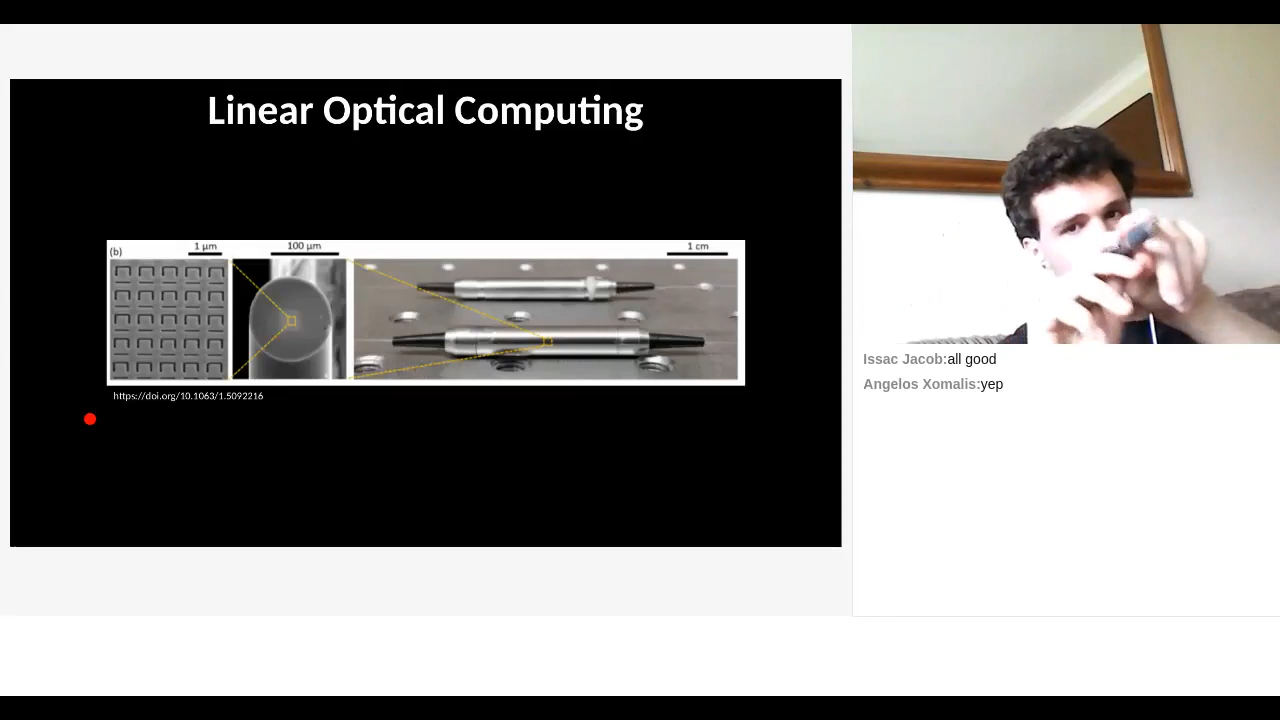 Linear Optical Computing
(b)
1 μm
100 μm
1 cm
https://doi.org/10.1063/1.5092216
Issac Jacob:all good
Angelos Xomalis:yep